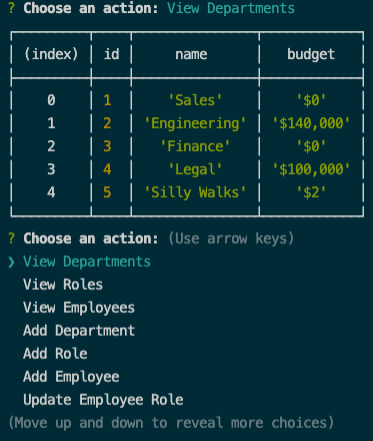 ? Choose an action: View Departments
(index) id name budget
0 1 'Sales' '$0'
1 2 'Engineering' '$140,000'
2 3 'Finance' '$0'
3 4 'Legal' '$100,000'
4 5 'Silly Walks' '$2'
? Choose an action: (Use arrow keys)
❯ View Departments
View Roles
View Employees
Add Department
Add Role
Add Employee
Update Employee Role
(Move up and down to reveal more choices)